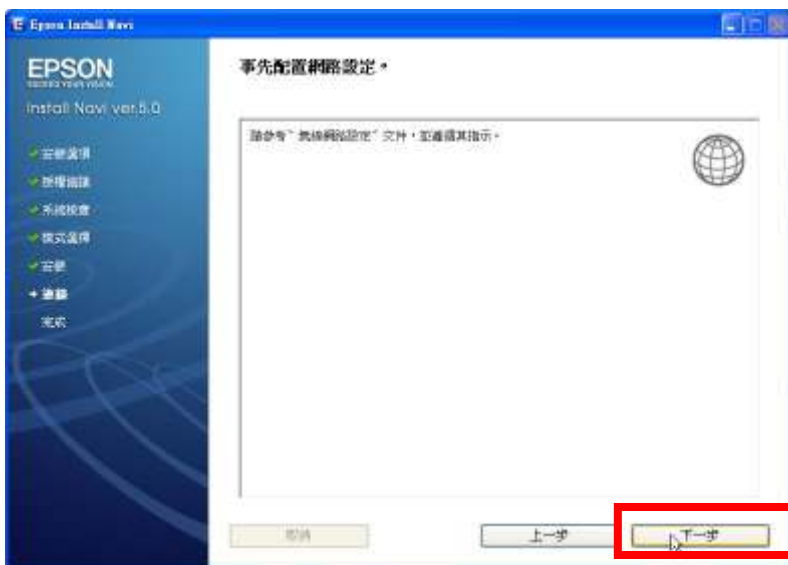 Epson Install Navi
EPSON
EXCEED YOUR VISION
Install Navi ver.5.0
安裝選項
授權協議
系統檢查
模式選擇
安裝
連接
完成
事先配置網路設定。
請參考"無線網路設定"文件，並遵循其指示。
取消
上一步
下一步